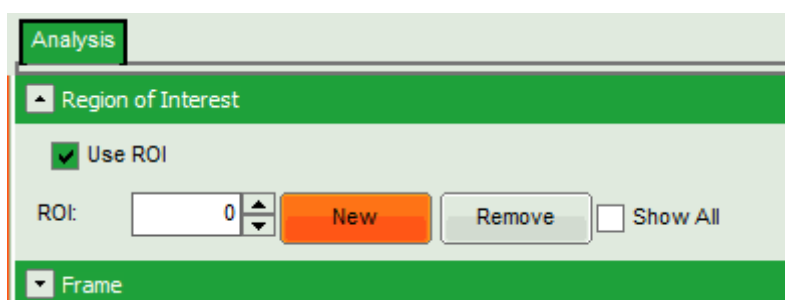 Analysis
Region of Interest
Use ROI
ROI: 0 New Remove Show All
Frame